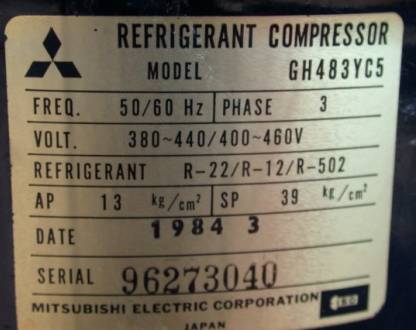 REFRIGERANT COMPRESSOR
MODEL GH483YC5
FREQ. 50/60 Hz PHASE 3
VOLT. 380~440/400~460V
REFRIGERANT R-22/R-12/R-502
AP 13 kg/cm² SP 39 kg/cm²
DATE 1984 3
SERIAL 96273040
MITSUBISHI ELECTRIC CORPORATION
JAPAN